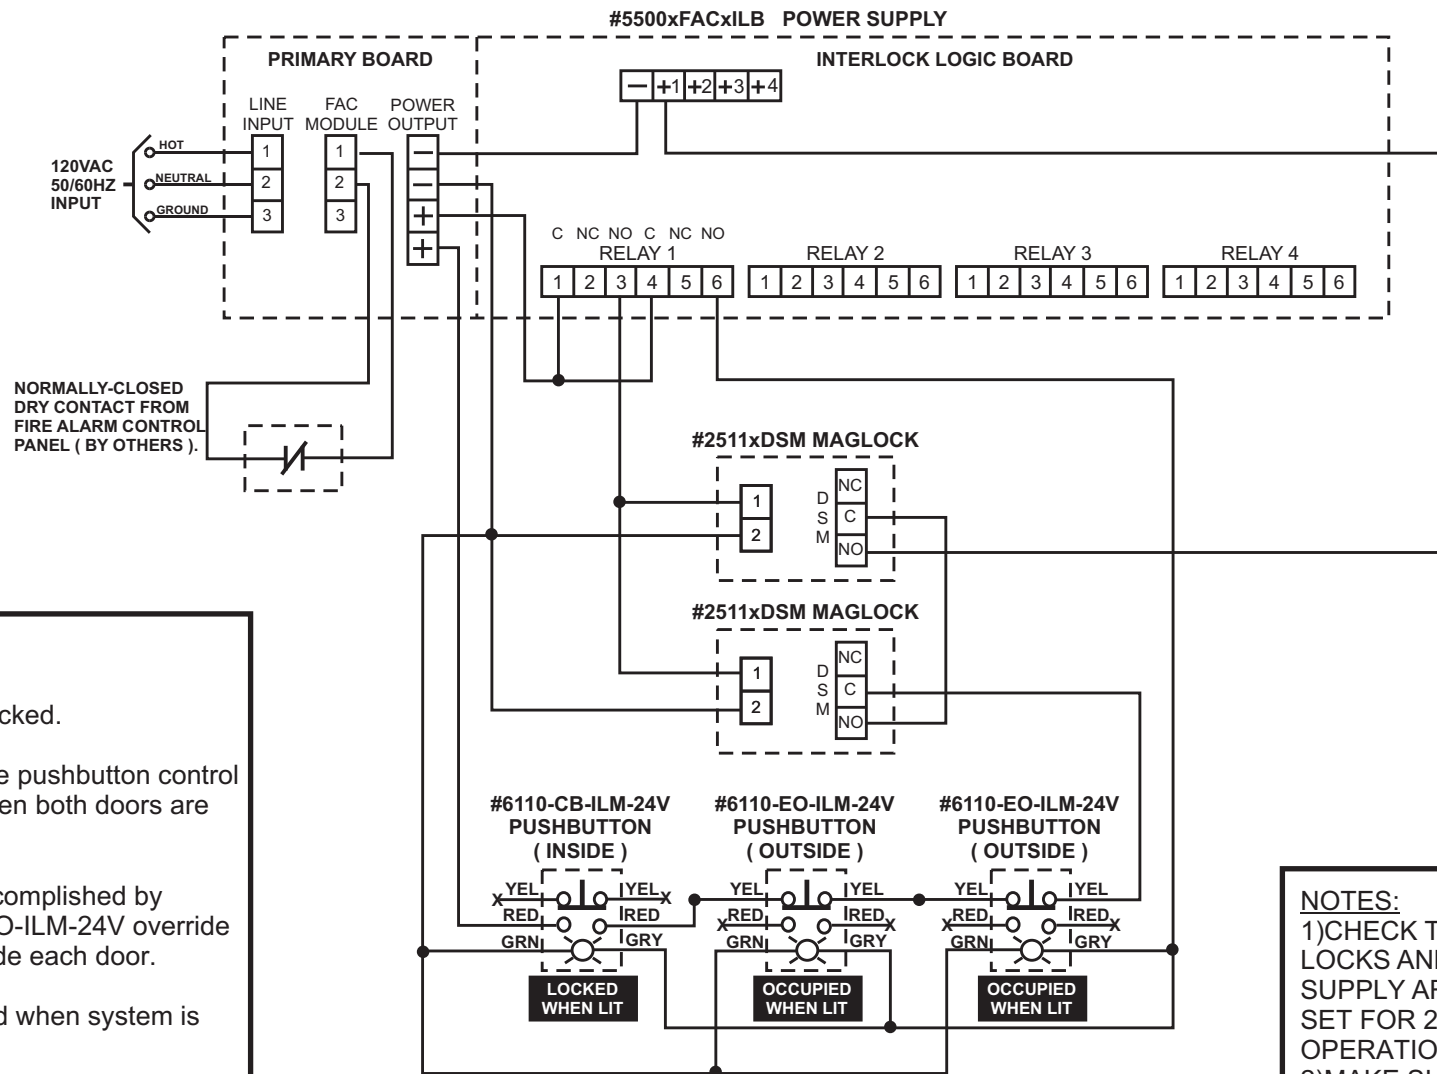 #5500xFACxILB POWER SUPPLY
PRIMARY BOARD
INTERLOCK LOGIC BOARD
− +1 +2 +3 +4
LINE INPUT
FAC MODULE
POWER OUTPUT
120VAC
50/60HZ
INPUT
HOT
NEUTRAL
GROUND
1
2
3
1
2
3
−
−
+
+
C NC NO C NC NO
RELAY 1
RELAY 2
RELAY 3
RELAY 4
1 2 3 4 5 6
1 2 3 4 5 6
1 2 3 4 5 6
1 2 3 4 5 6
NORMALLY-CLOSED
DRY CONTACT FROM
FIRE ALARM CONTROL
PANEL ( BY OTHERS ).
#2511xDSM MAGLOCK
1
2
DSM
NC
C
NO
#2511xDSM MAGLOCK
1
2
DSM
NC
C
NO
cked.
e pushbutton control
en both doors are
complished by
O-ILM-24V override
de each door.
d when system is
#6110-CB-ILM-24V
PUSHBUTTON
( INSIDE )
X YEL YEL X
RED RED
GRN GRY
LOCKED
WHEN LIT
#6110-EO-ILM-24V
PUSHBUTTON
( OUTSIDE )
YEL YEL
X RED RED X
GRN GRY
OCCUPIED
WHEN LIT
#6110-EO-ILM-24V
PUSHBUTTON
( OUTSIDE )
YEL YEL
X RED RED X
GRN GRY
OCCUPIED
WHEN LIT
NOTES:
1)CHECK T
LOCKS AN
SUPPLY A
SET FOR 2
OPERATIO